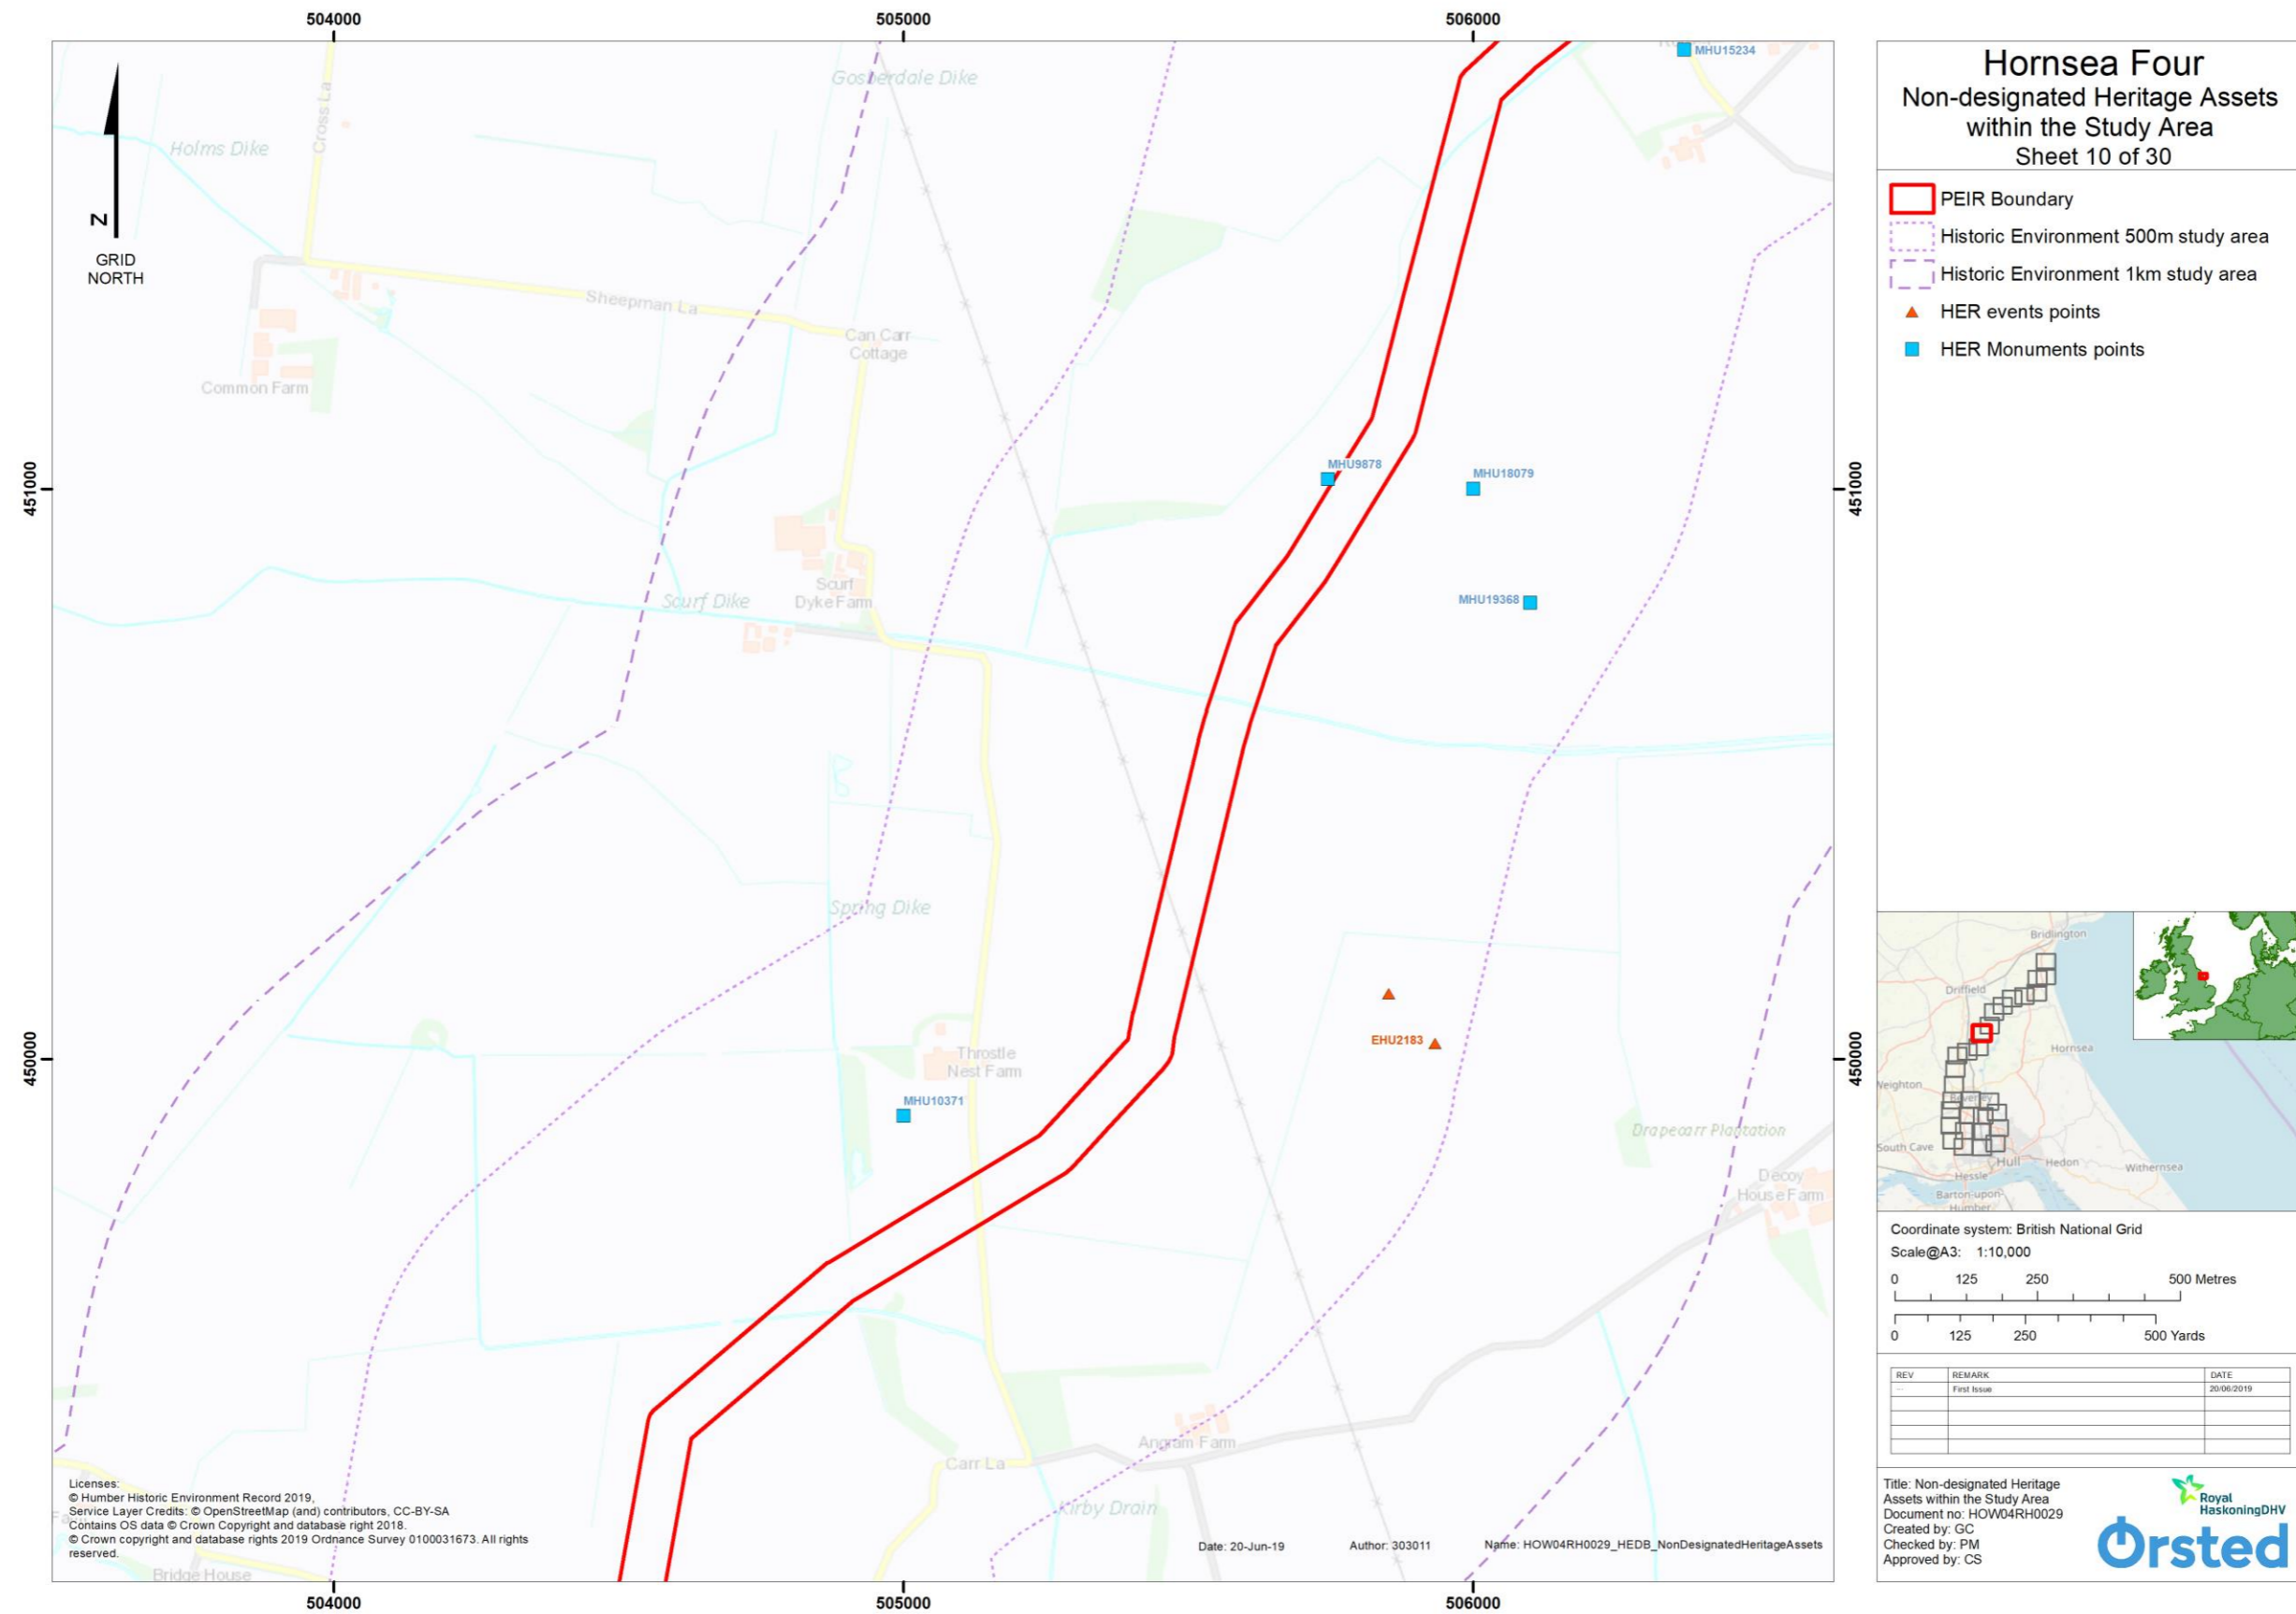 504000
505000
506000
Gosberdale Dike
MHU15234
Cross La
Holms Dike
N
GRID
NORTH
Sheepman La
Can Carr
Cottage
Common Farm
451000
MHU9878
MHU18079
451000
Scurf
Dyke Farm
Scurf Dike
MHU19368
Spring Dike
450000
EHU2183
450000
Throstle
Nest Farm
MHU10371
Drapecarr Plantation
Decoy
House Farm
Angram Farm
Carr La
Kirby Drain
Bridge House
Licenses:
© Humber Historic Environment Record 2019,
Service Layer Credits: © OpenStreetMap (and) contributors, CC-BY-SA
Contains OS data © Crown Copyright and database right 2018.
© Crown copyright and database rights 2019 Ordnance Survey 0100031673. All rights
reserved.
Date: 20-Jun-19
Author: 303011
Name: HOW04RH0029_HEDB_NonDesignatedHeritageAssets
504000
505000
506000
Hornsea Four
Non-designated Heritage Assets
within the Study Area
Sheet 10 of 30
PEIR Boundary
Historic Environment 500m study area
Historic Environment 1km study area
HER events points
HER Monuments points
Bridlington
Driffield
Hornsea
Weighton
Beverley
South Cave
Hull
Hedon
Withernsea
Hessle
Barton-upon-
Humber
Coordinate system: British National Grid
Scale@A3: 1:10,000
0 125 250 500 Metres
0 125 250 500 Yards
REV REMARK DATE
-- First Issue 20/06/2019
Title: Non-designated Heritage
Assets within the Study Area
Document no: HOW04RH0029
Created by: GC
Checked by: PM
Approved by: CS
Royal
HaskoningDHV
Ørsted